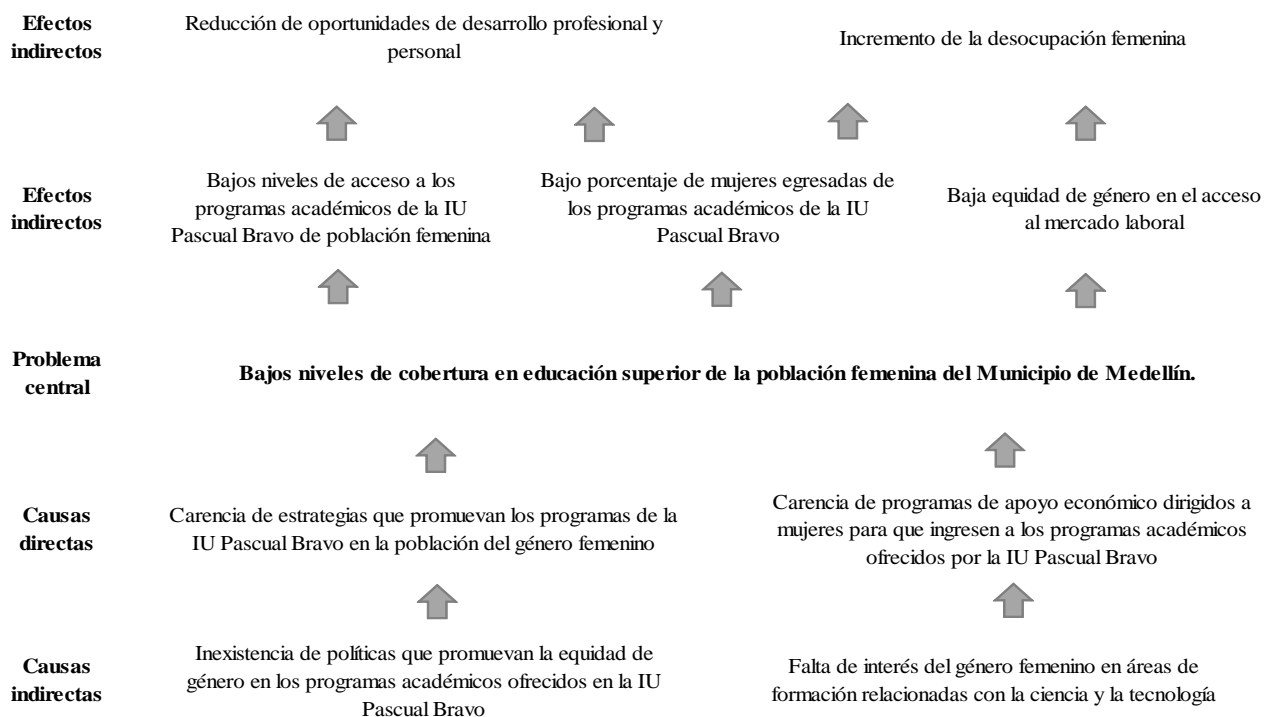 Efectos
indirectos
Reducción de oportunidades de desarrollo profesional y
personal
Incremento de la desocupación femenina
Efectos
indirectos
Bajos niveles de acceso a los
programas académicos de la IU
Pascual Bravo de población femenina
Bajo porcentaje de mujeres egresadas de
los programas académicos de la IU
Pascual Bravo
Baja equidad de género en el acceso
al mercado laboral
Problema
central
Bajos niveles de cobertura en educación superior de la población femenina del Municipio de Medellín.
Causas
directas
Carencia de estrategias que promuevan los programas de la
IU Pascual Bravo en la población del género femenino
Carencia de programas de apoyo económico dirigidos a
mujeres para que ingresen a los programas académicos
ofrecidos por la IU Pascual Bravo
Causas
indirectas
Inexistencia de políticas que promuevan la equidad de
género en los programas académicos ofrecidos en la IU
Pascual Bravo
Falta de interés del género femenino en áreas de
formación relacionadas con la ciencia y la tecnología